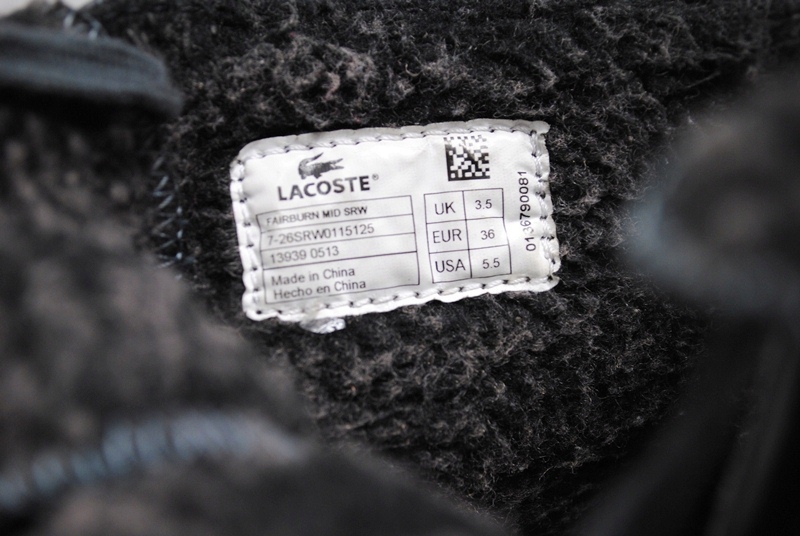 LACOSTE®
FAIRBURN MID SRW
7-26SRW0115125
13939 0513
Made in China
Hecho en China
UK 3.5
EUR 36
USA 5.5
0136790081